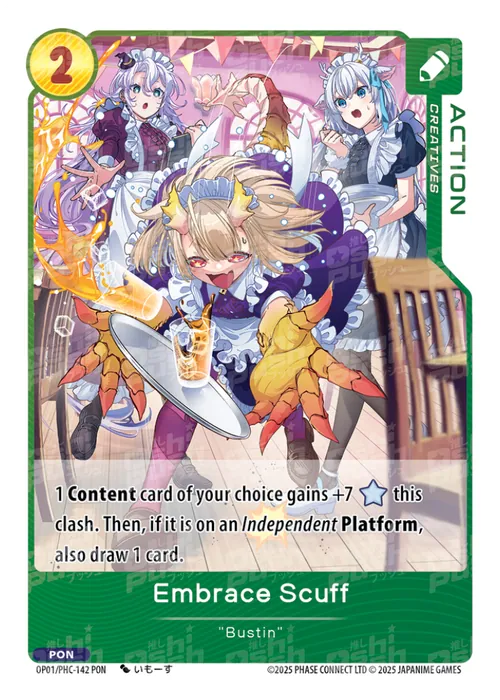 2
ACTION
CREATIVES
1 Content card of your choice gains +7 this
clash. Then, if it is on an Independent Platform,
also draw 1 card.
Embrace Scuff
"Bustin"
PON
OP01/PHC-142 PON いもーす
©2025 PHASE CONNECT LTD © 2025 JAPANIME GAMES